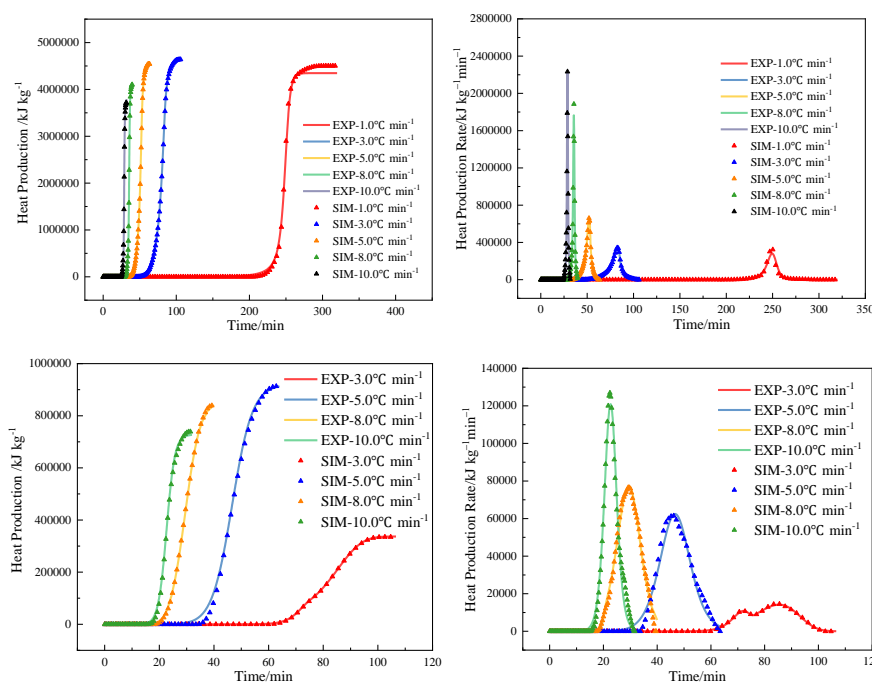 5000000
4000000
3000000
2000000
1000000
0
Heat Production /kJ kg⁻¹
EXP-1.0℃ min⁻¹
EXP-3.0℃ min⁻¹
EXP-5.0℃ min⁻¹
EXP-8.0℃ min⁻¹
EXP-10.0℃ min⁻¹
SIM-1.0℃ min⁻¹
SIM-3.0℃ min⁻¹
SIM-5.0℃ min⁻¹
SIM-8.0℃ min⁻¹
SIM-10.0℃ min⁻¹
0 100 200 300 400
Time/min
2800000
2400000
2000000
1600000
1200000
800000
400000
0
Heat Production Rate/kJ kg⁻¹min⁻¹
EXP-1.0℃ min⁻¹
EXP-3.0℃ min⁻¹
EXP-5.0℃ min⁻¹
EXP-8.0℃ min⁻¹
EXP-10.0℃ min⁻¹
SIM-1.0℃ min⁻¹
SIM-3.0℃ min⁻¹
SIM-5.0℃ min⁻¹
SIM-8.0℃ min⁻¹
SIM-10.0℃ min⁻¹
0 50 100 150 200 250 300 350
Time/min
1000000
800000
600000
400000
200000
0
Heat Production /kJ kg⁻¹
EXP-3.0℃ min⁻¹
EXP-5.0℃ min⁻¹
EXP-8.0℃ min⁻¹
EXP-10.0℃ min⁻¹
SIM-3.0℃ min⁻¹
SIM-5.0℃ min⁻¹
SIM-8.0℃ min⁻¹
SIM-10.0℃ min⁻¹
0 20 40 60 80 100 120
Time/min
140000
120000
100000
80000
60000
40000
20000
0
Heat Production Rate/kJ kg⁻¹min⁻¹
EXP-3.0℃ min⁻¹
EXP-5.0℃ min⁻¹
EXP-8.0℃ min⁻¹
EXP-10.0℃ min⁻¹
SIM-3.0℃ min⁻¹
SIM-5.0℃ min⁻¹
SIM-8.0℃ min⁻¹
SIM-10.0℃ min⁻¹
0 20 40 60 80 100
Time/min